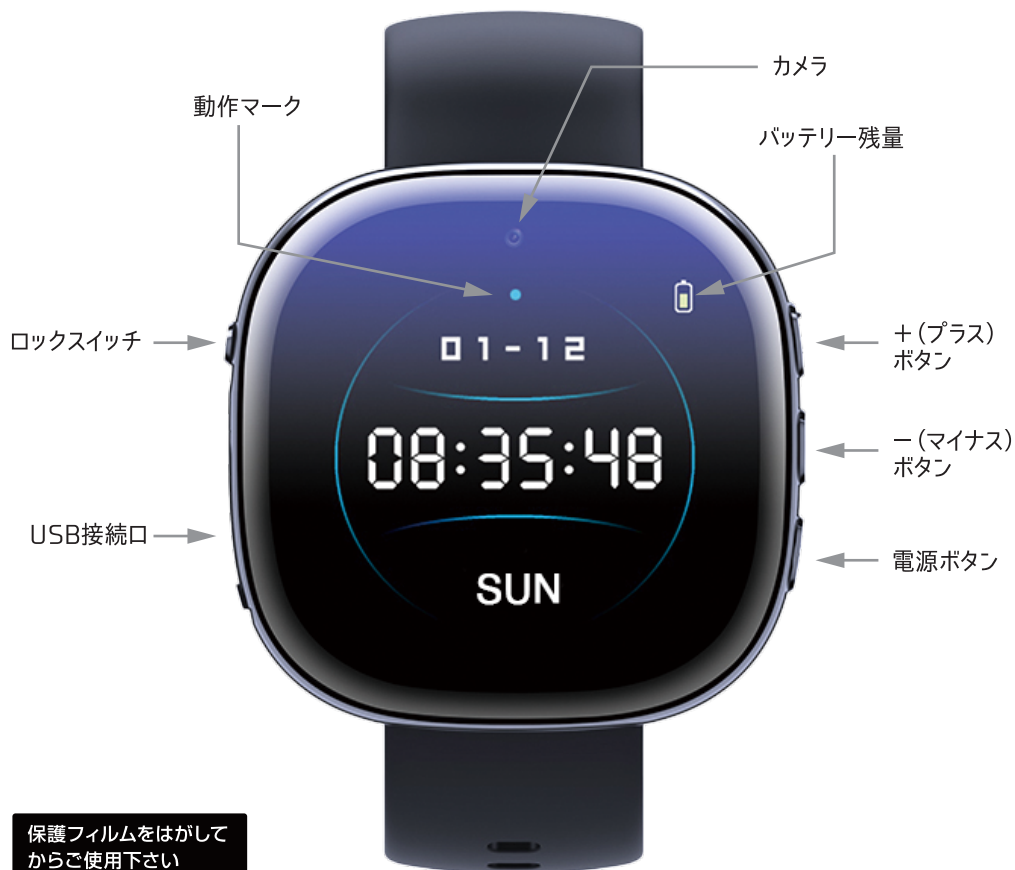 カメラ
動作マーク
バッテリー残量
01-12
ロックスイッチ
+(プラス)
ボタン
08:35:48
−(マイナス)
ボタン
USB接続口
電源ボタン
SUN
保護フィルムをはがして
からご使用下さい